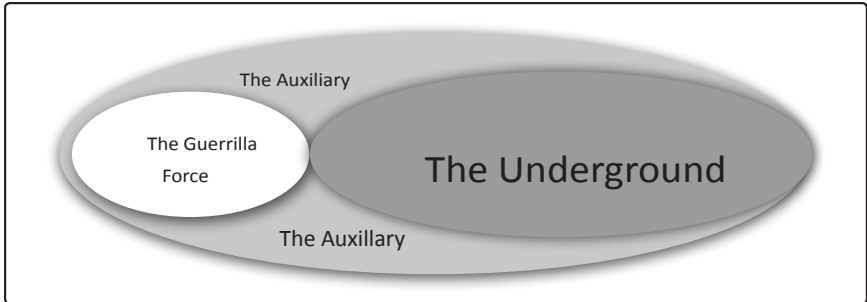 The Auxiliary
The Guerrilla
Force
The Underground
The Auxillary